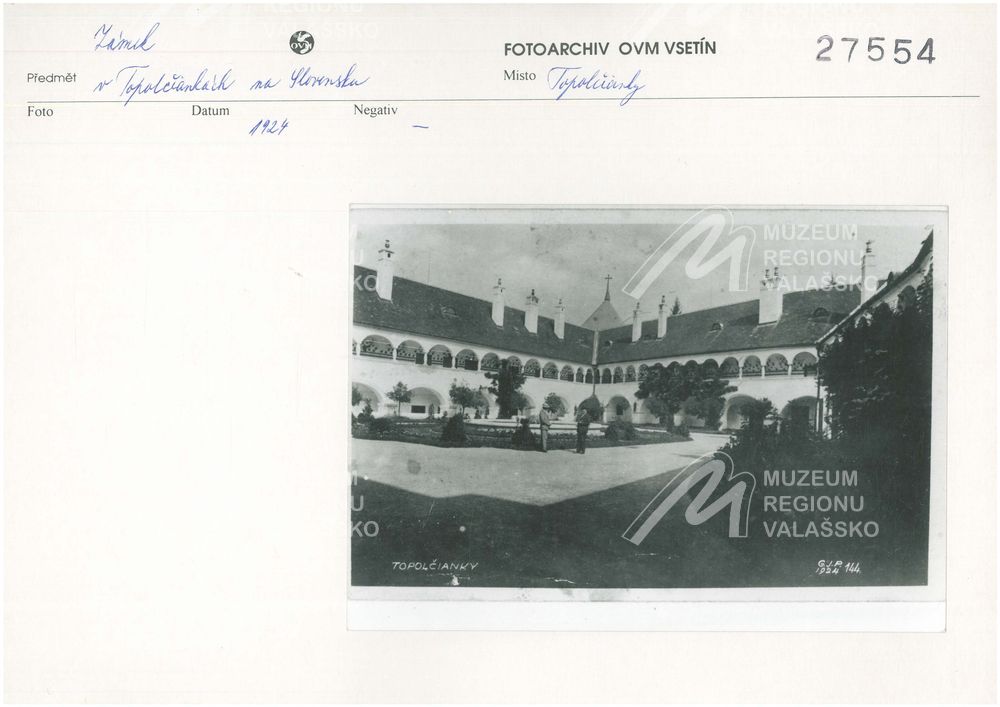 Zámek
OVM
FOTOARCHIV OVM VSETÍN
27554
Předmět v Topolčiankách na Slovensku
Místo Topolčianky
Foto
Datum 1924
Negativ –
MUZEUM
REGIONU
VALAŠSKO
MUZEUM
REGIONU
VALAŠSKO
TOPOLČIANKY
G.J.P.
1924 144.